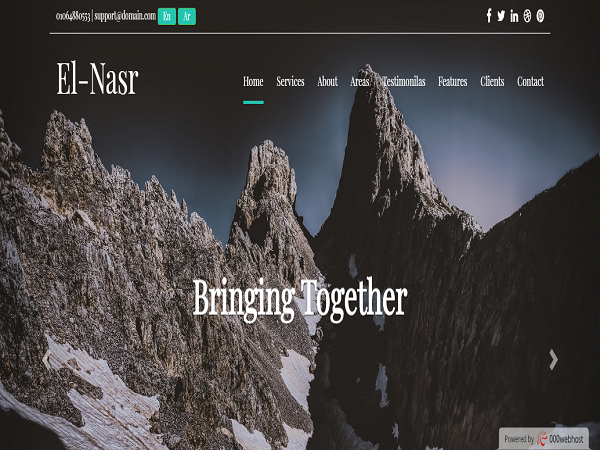 01064880553 | support@domain.com En Ar
El-Nasr
Home Services About Areas Testimonilas Features Clients Contact
Bringing Together
Powered by 000webhost